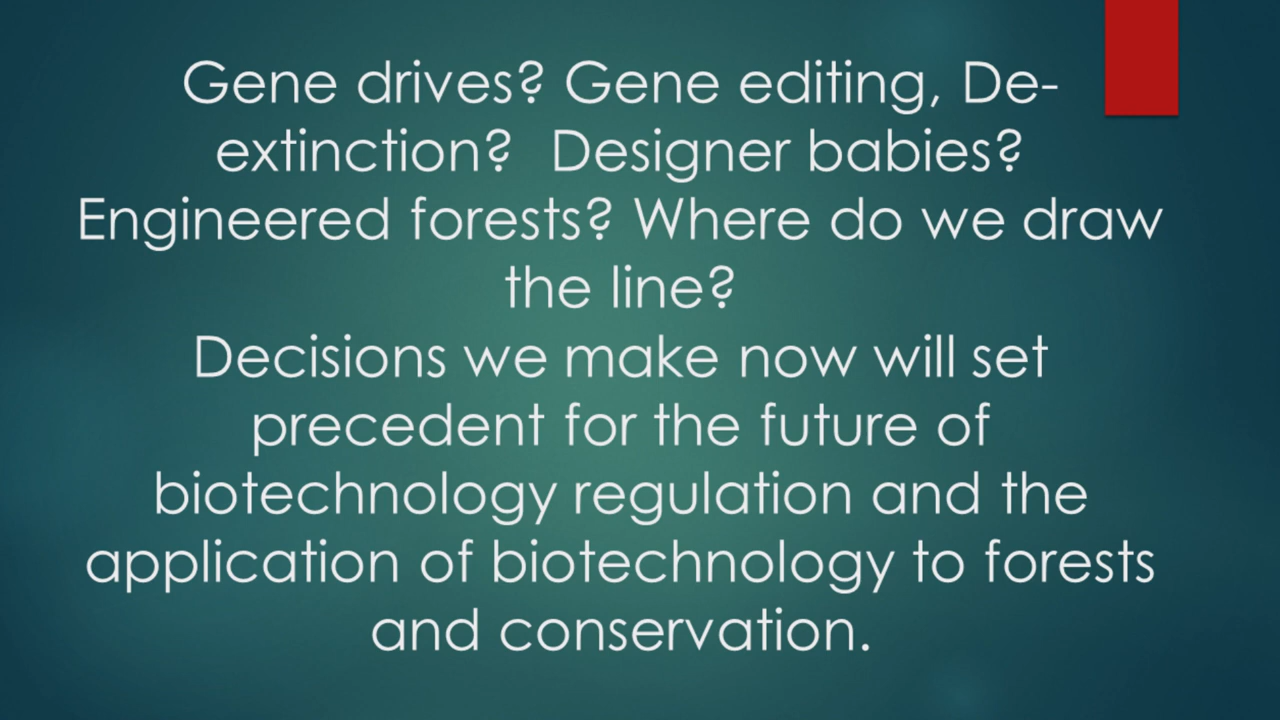 Gene drives? Gene editing, De-
extinction?  Designer babies?
Engineered forests? Where do we draw
the line?
Decisions we make now will set
precedent for the future of
biotechnology regulation and the
application of biotechnology to forests
and conservation.